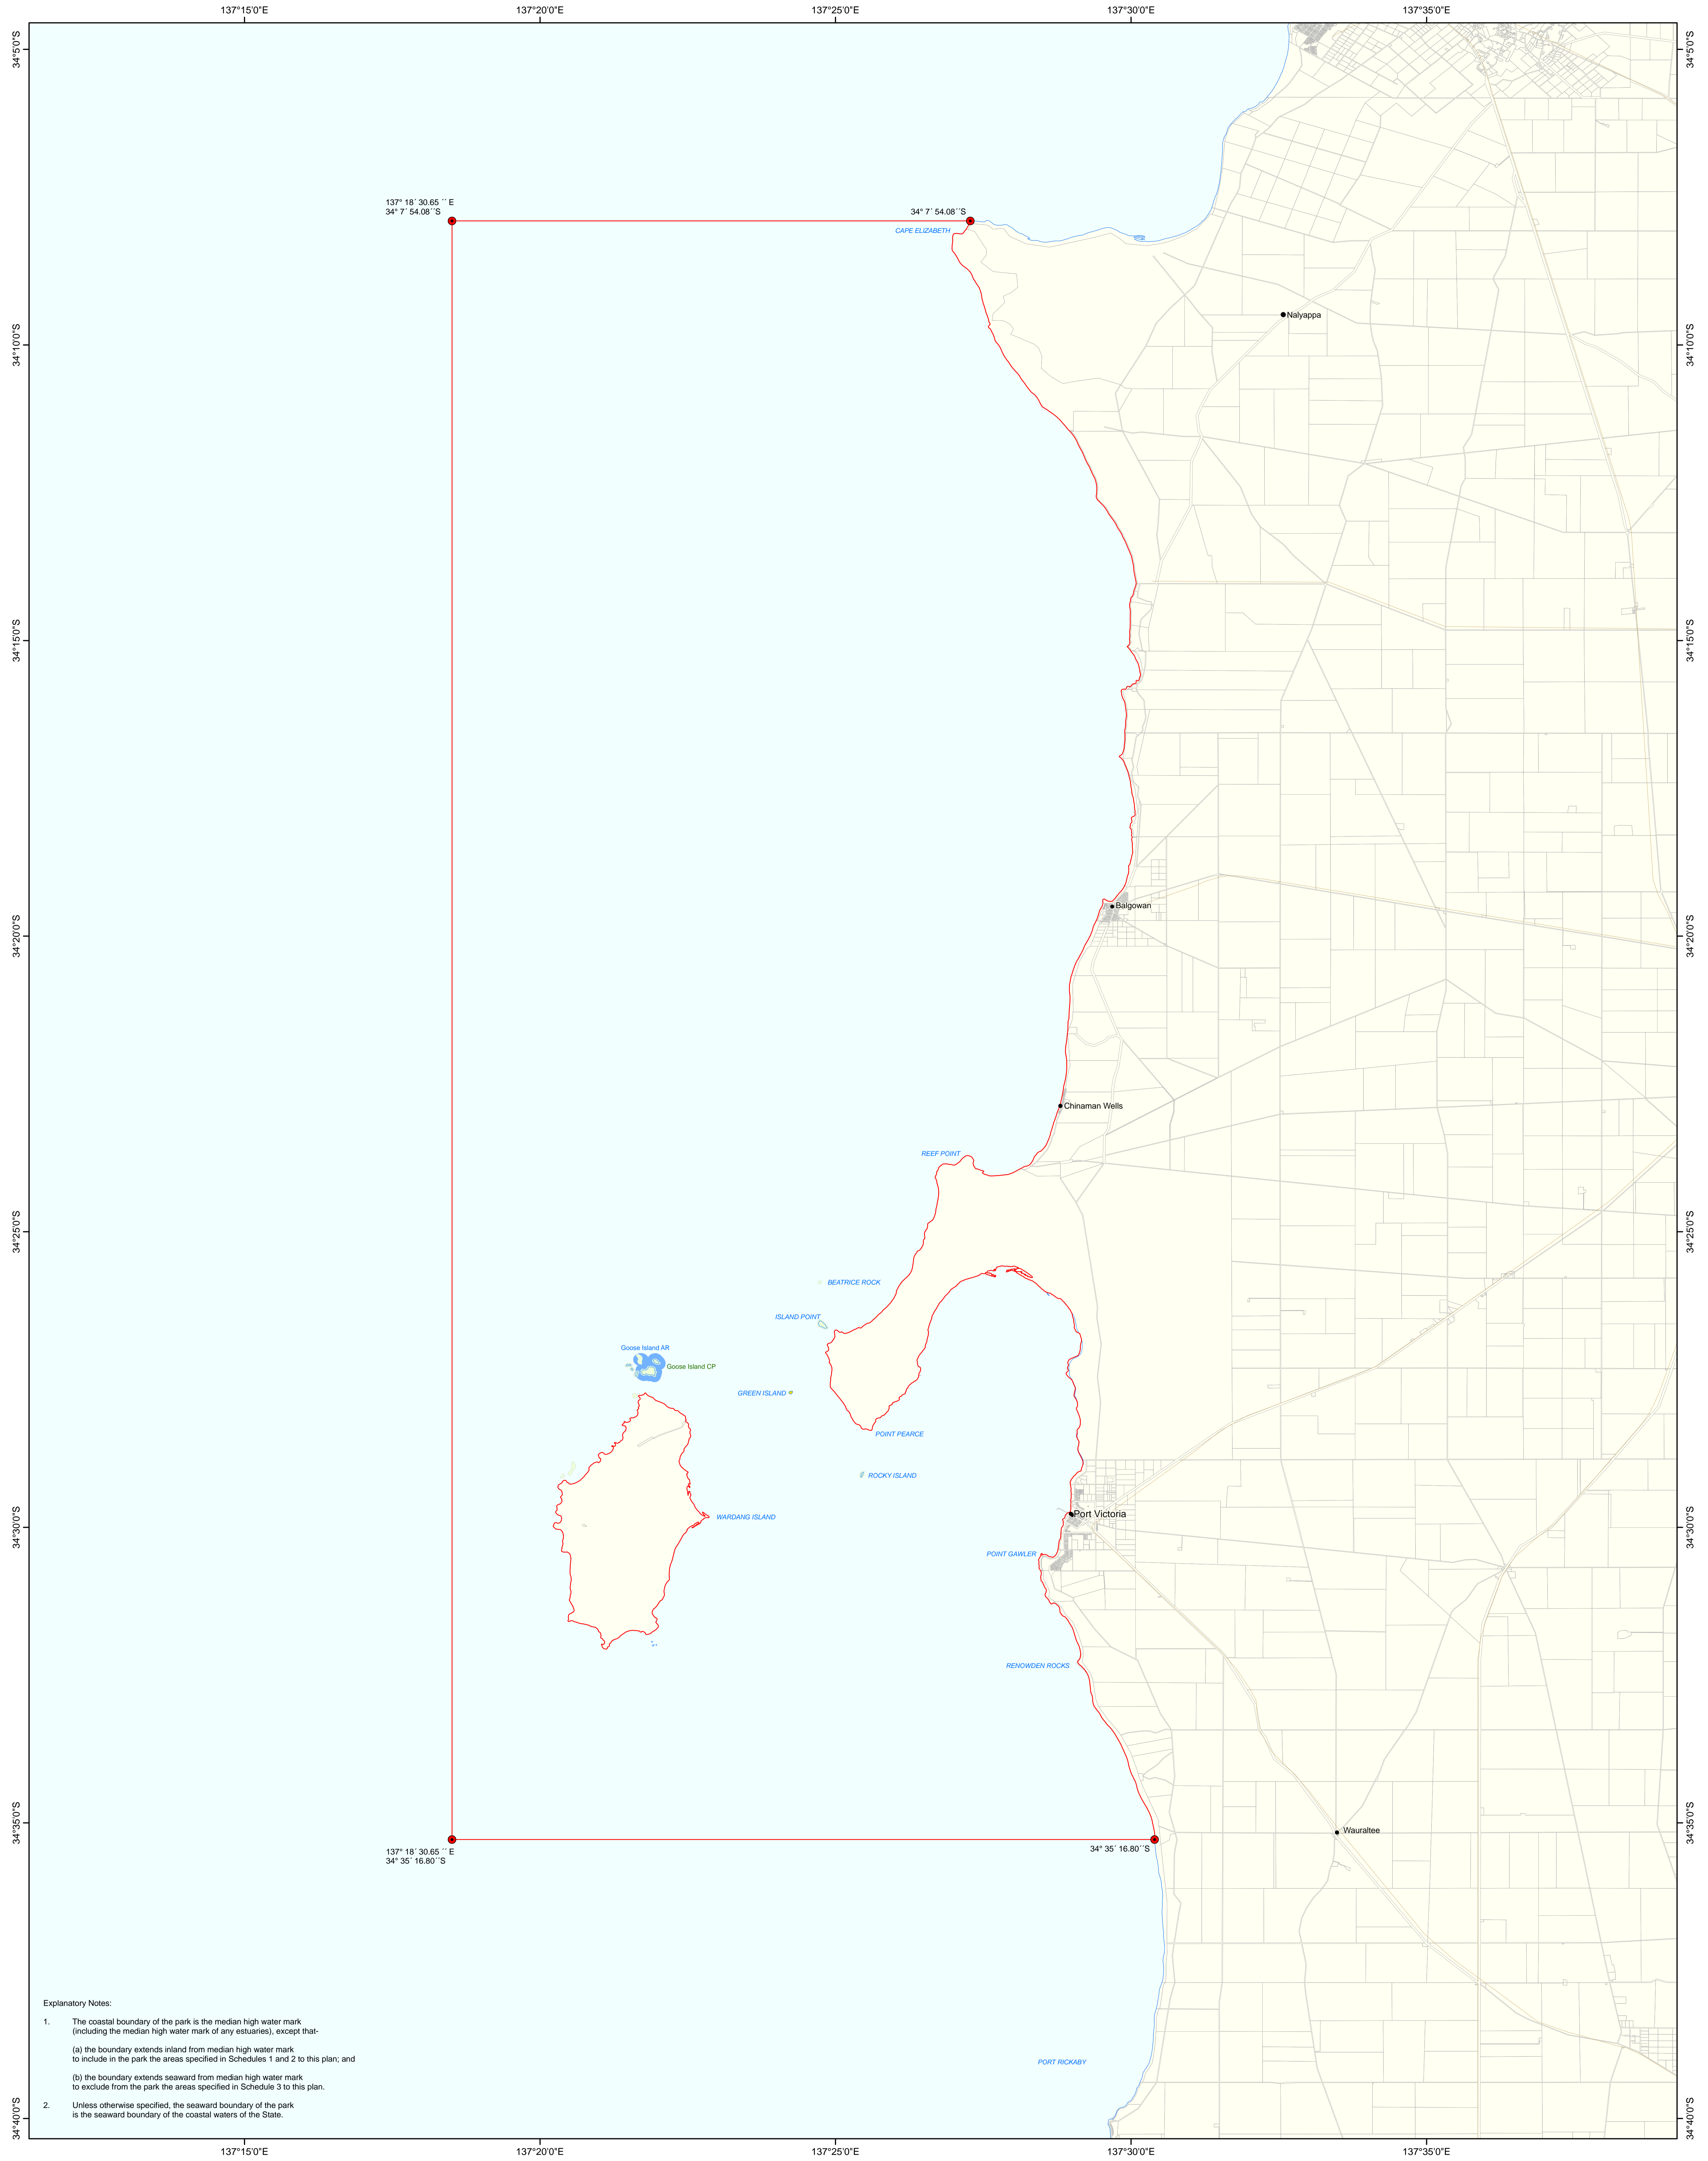 137°15'0"E
137°20'0"E
137°25'0"E
137°30'0"E
137°35'0"E
34°5'0"S
34°5'0"S
137° 18´ 30.65 ´´ E
34° 7´ 54.08´´S
34° 7´ 54.08´´S
CAPE ELIZABETH
Nalyappa
34°10'0"S
34°10'0"S
34°15'0"S
34°15'0"S
Balgowan
34°20'0"S
34°20'0"S
Chinaman Wells
REEF POINT
34°25'0"S
34°25'0"S
BEATRICE ROCK
ISLAND POINT
Goose Island AR
Goose Island CP
GREEN ISLAND
POINT PEARCE
ROCKY ISLAND
Port Victoria
WARDANG ISLAND
34°30'0"S
34°30'0"S
POINT GAWLER
RENOWDEN ROCKS
34°35'0"S
34°35'0"S
Wauraltee
137° 18´ 30.65 ´´ E
34° 35´ 16.80´´S
34° 35´ 16.80´´S
Explanatory Notes:
1. The coastal boundary of the park is the median high water mark
(including the median high water mark of any estuaries), except that-
(a) the boundary extends inland from median high water mark
to include in the park the areas specified in Schedules 1 and 2 to this plan; and
(b) the boundary extends seaward from median high water mark
to exclude from the park the areas specified in Schedule 3 to this plan.
2. Unless otherwise specified, the seaward boundary of the park
is the seaward boundary of the coastal waters of the State.
PORT RICKABY
34°40'0"S
34°40'0"S
137°15'0"E
137°20'0"E
137°25'0"E
137°30'0"E
137°35'0"E